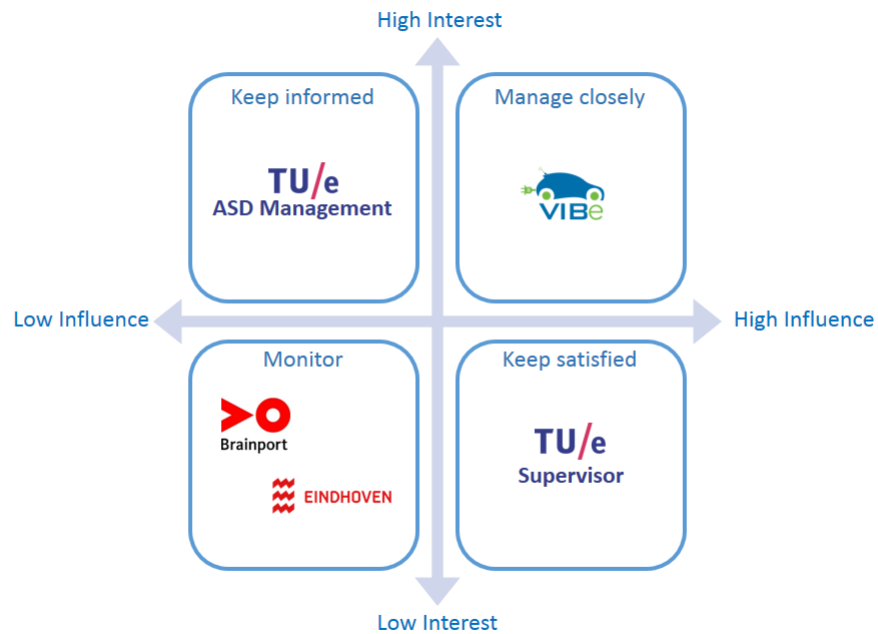 High Interest
Keep informed
Manage closely
TU/e
ASD Management
VIBe
Low Influence
High Influence
Monitor
Keep satisfied
Brainport
EINDHOVEN
TU/e
Supervisor
Low Interest